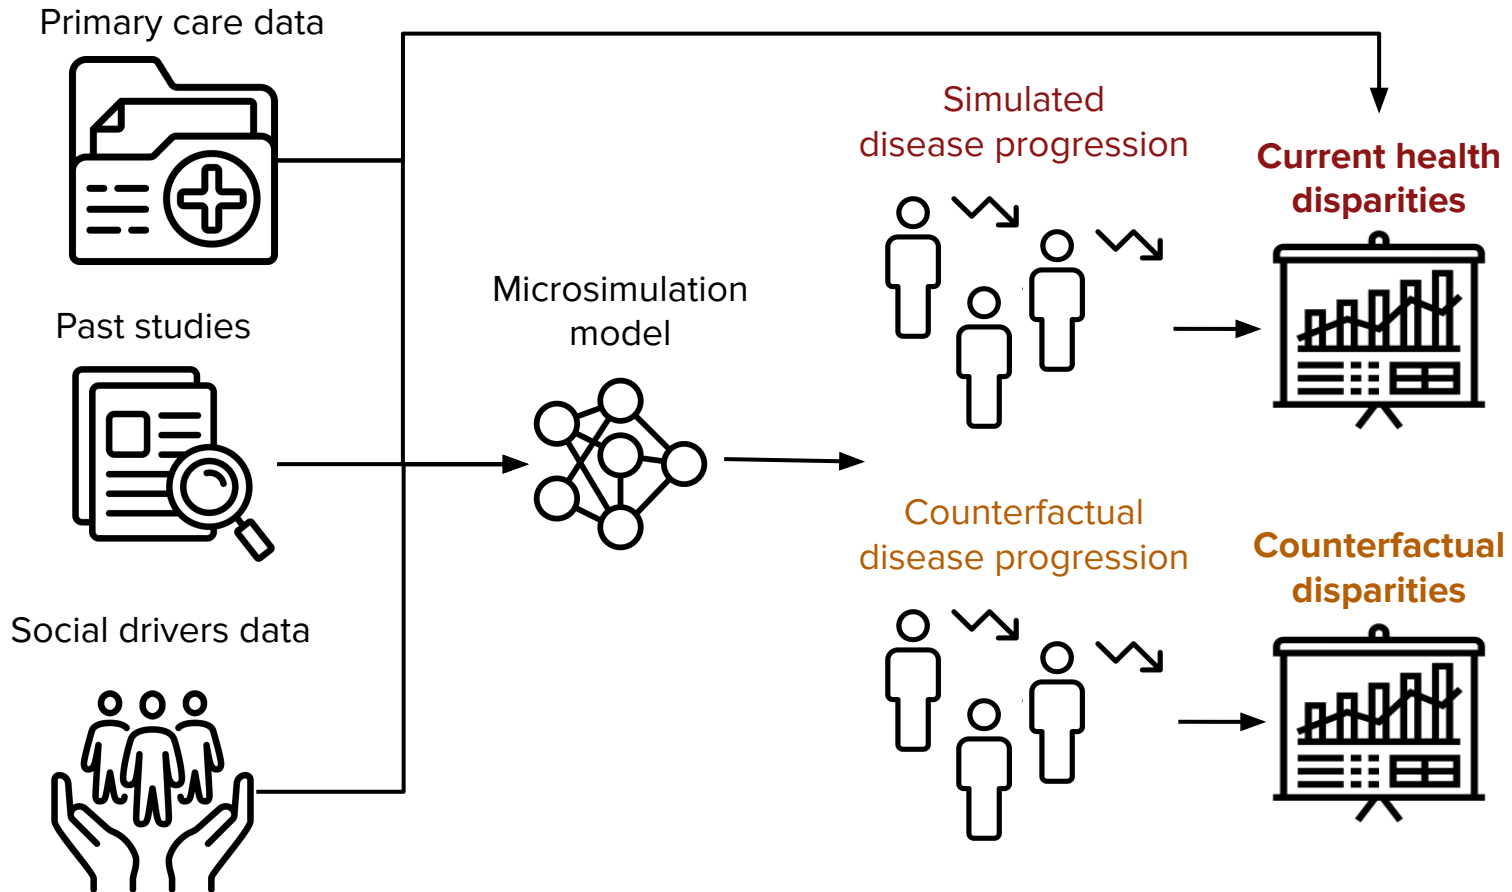 Primary care data
Past studies
Social drivers data
Microsimulation
model
Simulated
disease progression
Counterfactual
disease progression
Current health
disparities
Counterfactual
disparities